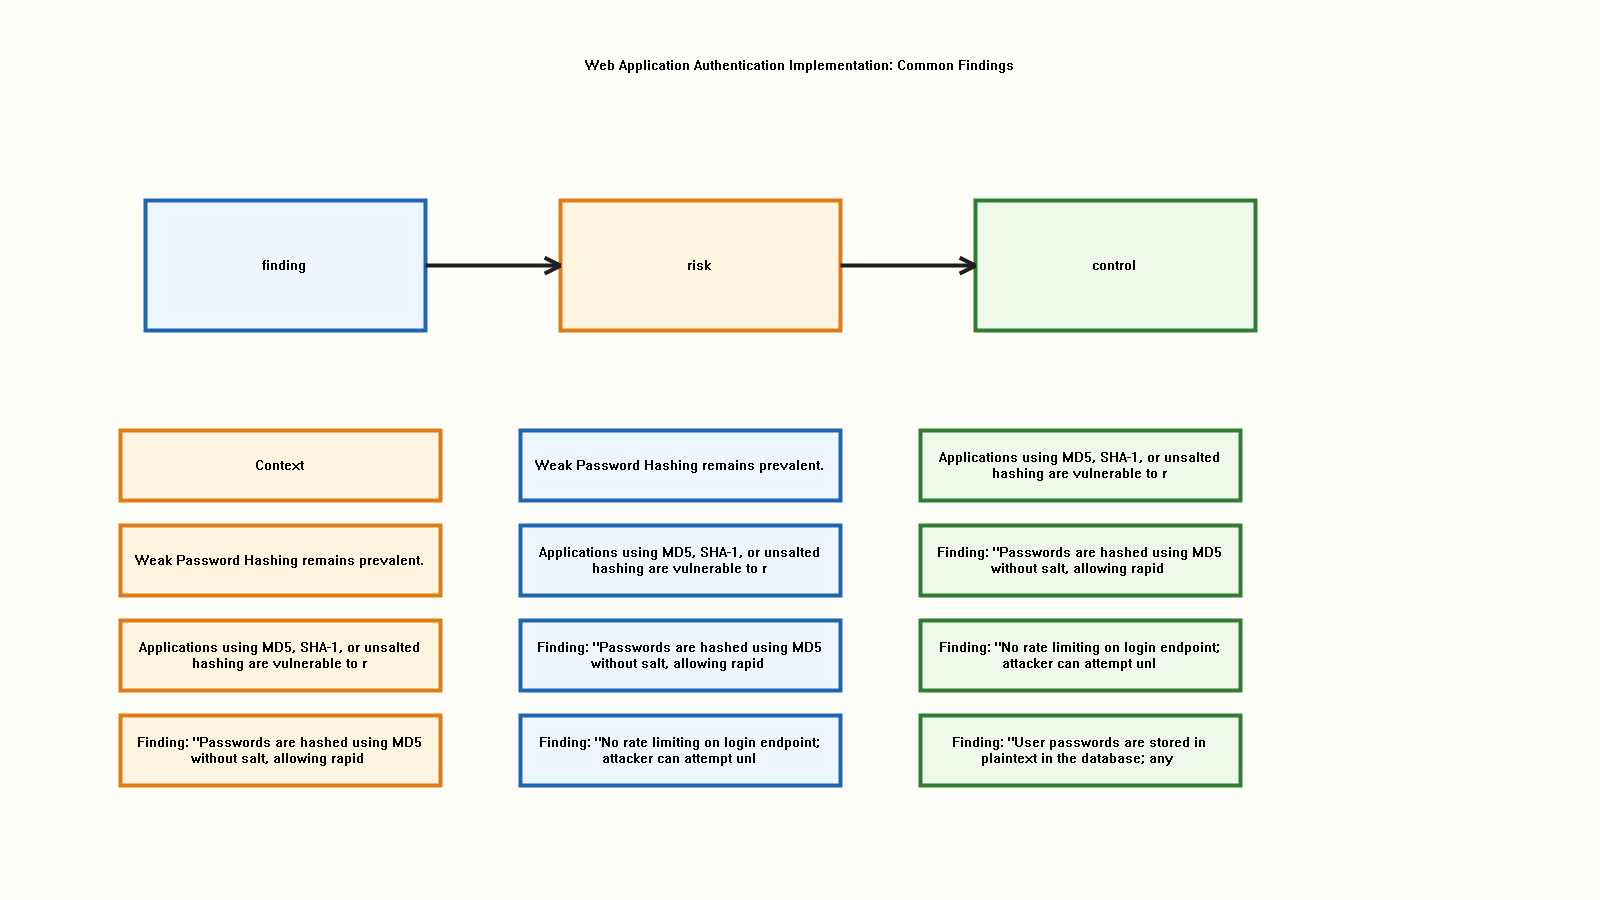 Web Application Authentication Implementation: Common Findings
finding
risk
control
Context
Weak Password Hashing remains prevalent.
Applications using MD5, SHA-1, or unsalted
hashing are vulnerable to r
Weak Password Hashing remains prevalent.
Applications using MD5, SHA-1, or unsalted
hashing are vulnerable to r
Finding: "Passwords are hashed using MD5
without salt, allowing rapid
Applications using MD5, SHA-1, or unsalted
hashing are vulnerable to r
Finding: "Passwords are hashed using MD5
without salt, allowing rapid
Finding: "No rate limiting on login endpoint;
attacker can attempt unl
Finding: "Passwords are hashed using MD5
without salt, allowing rapid
Finding: "No rate limiting on login endpoint;
attacker can attempt unl
Finding: "User passwords are stored in
plaintext in the database; any